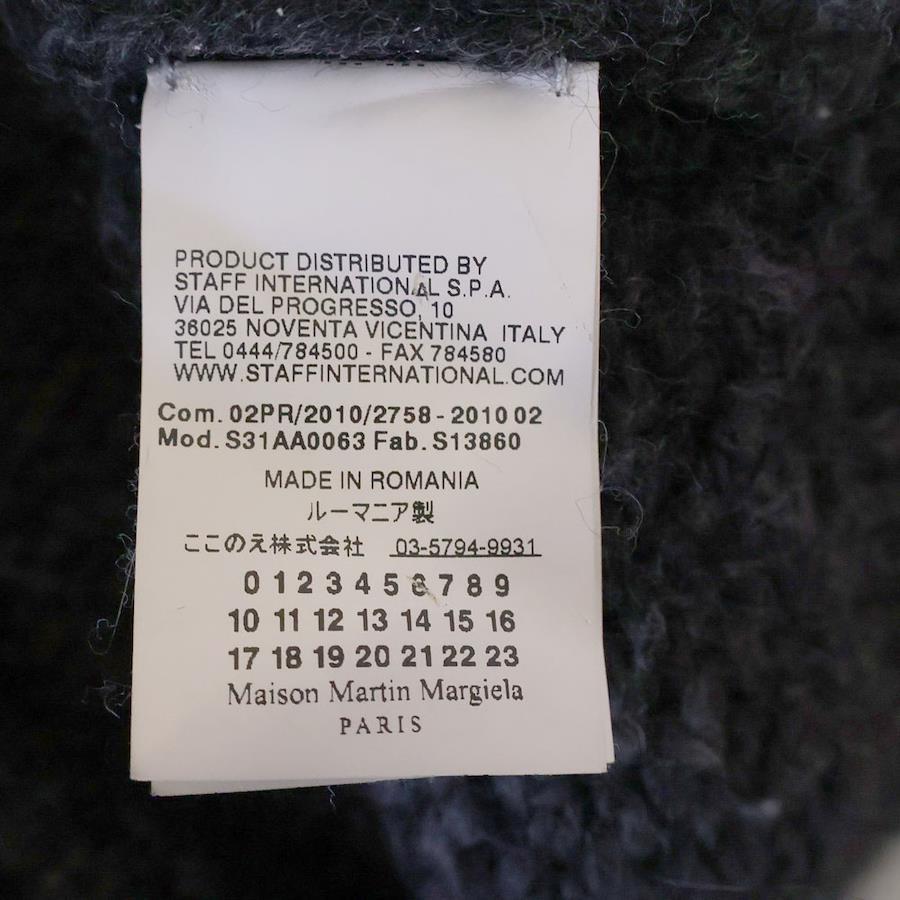 PRODUCT DISTRIBUTED BY
STAFF INTERNATIONAL S.P.A.
VIA DEL PROGRESSO, 10
36025 NOVENTA VICENTINA ITALY
TEL 0444/784500 - FAX 784580
WWW.STAFFINTERNATIONAL.COM
Com. 02PR/2010/2758 - 2010 02
Mod. S31AA0063 Fab. S13860
MADE IN ROMANIA
ルーマニア製
ここのえ株式会社 03-5794-9931
0 1 2 3 4 5 6 7 8 9
10 11 12 13 14 15 16
17 18 19 20 21 22 23
Maison Martin Margiela
PARIS